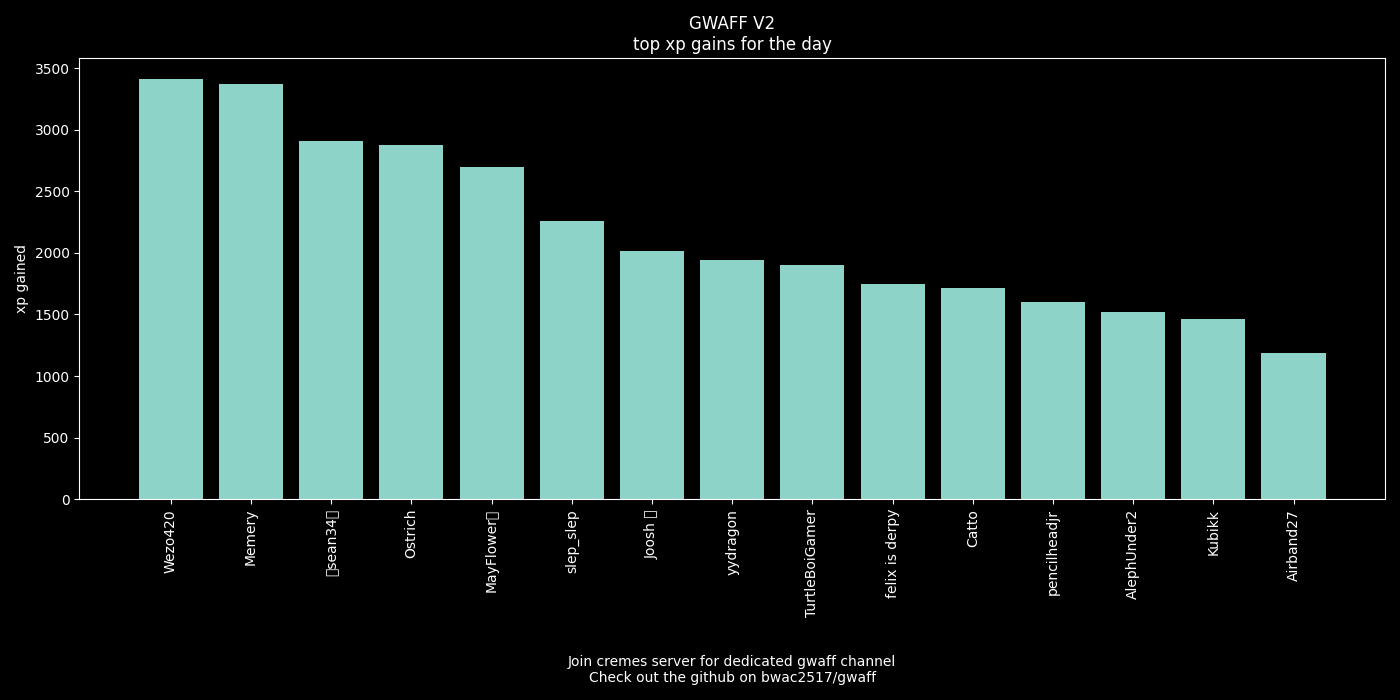 GWAFF V2
top xp gains for the day
3500
3000
2500
2000
1500
1000
500
0
xp gained
Wezo420
Memery
sean34
Ostrich
MayFlower
slep_slep
Joosh
yydragon
TurtleBoiGamer
felix is derpy
Catto
pencilheadjr
AlephUnder2
Kubikk
Airband27
Join cremes server for dedicated gwaff channel
Check out the github on bwac2517/gwaff